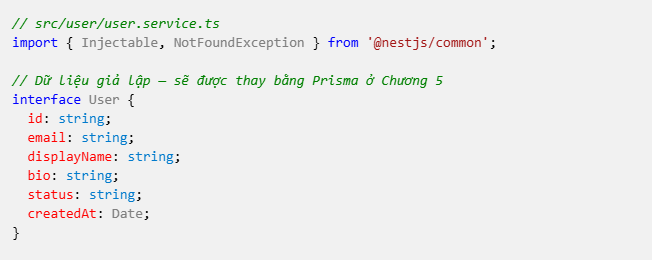 // src/user/user.service.ts
import { Injectable, NotFoundException } from '@nestjs/common';
// Dữ liệu giả lập — sẽ được thay bằng Prisma ở Chương 5
interface User {
id: string;
email: string;
displayName: string;
bio: string;
status: string;
createdAt: Date;
}